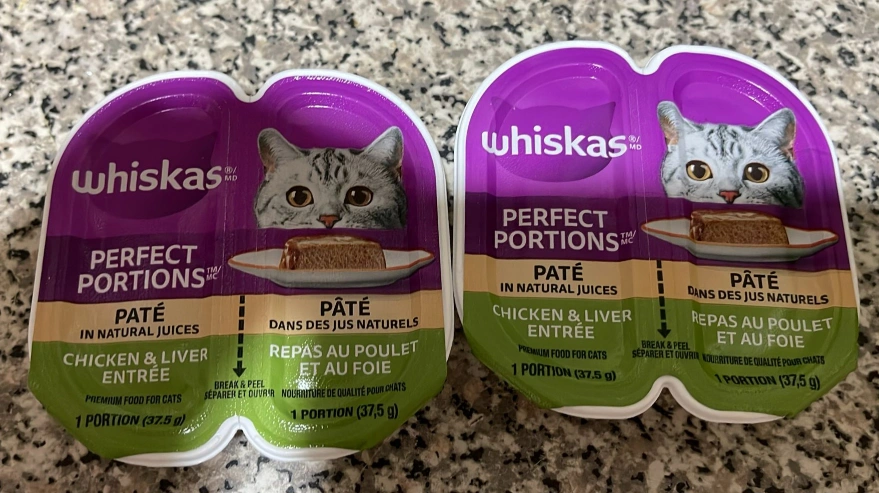 whiskas®/MD
PERFECT
PORTIONS™/MC
PATÉ
IN NATURAL JUICES
CHICKEN & LIVER
ENTRÉE
PREMIUM FOOD FOR CATS
1 PORTION (37.5 g)
BREAK & PEEL
SÉPARER ET OUVRIR
PÂTÉ
DANS DES JUS NATURELS
REPAS AU POULET
ET AU FOIE
NOURRITURE DE QUALITÉ POUR CHATS
1 PORTION (37,5 g)
whiskas®/MD
PERFECT
PORTIONS™/MC
PATÉ
IN NATURAL JUICES
CHICKEN & LIVER
ENTRÉE
PREMIUM FOOD FOR CATS
1 PORTION (37.5 g)
BREAK & PEEL
SÉPARER ET OUVRIR
PÂTÉ
DANS DES JUS NATURELS
REPAS AU POULET
ET AU FOIE
NOURRITURE DE QUALITÉ POUR CHATS
1 PORTION (37,5 g)